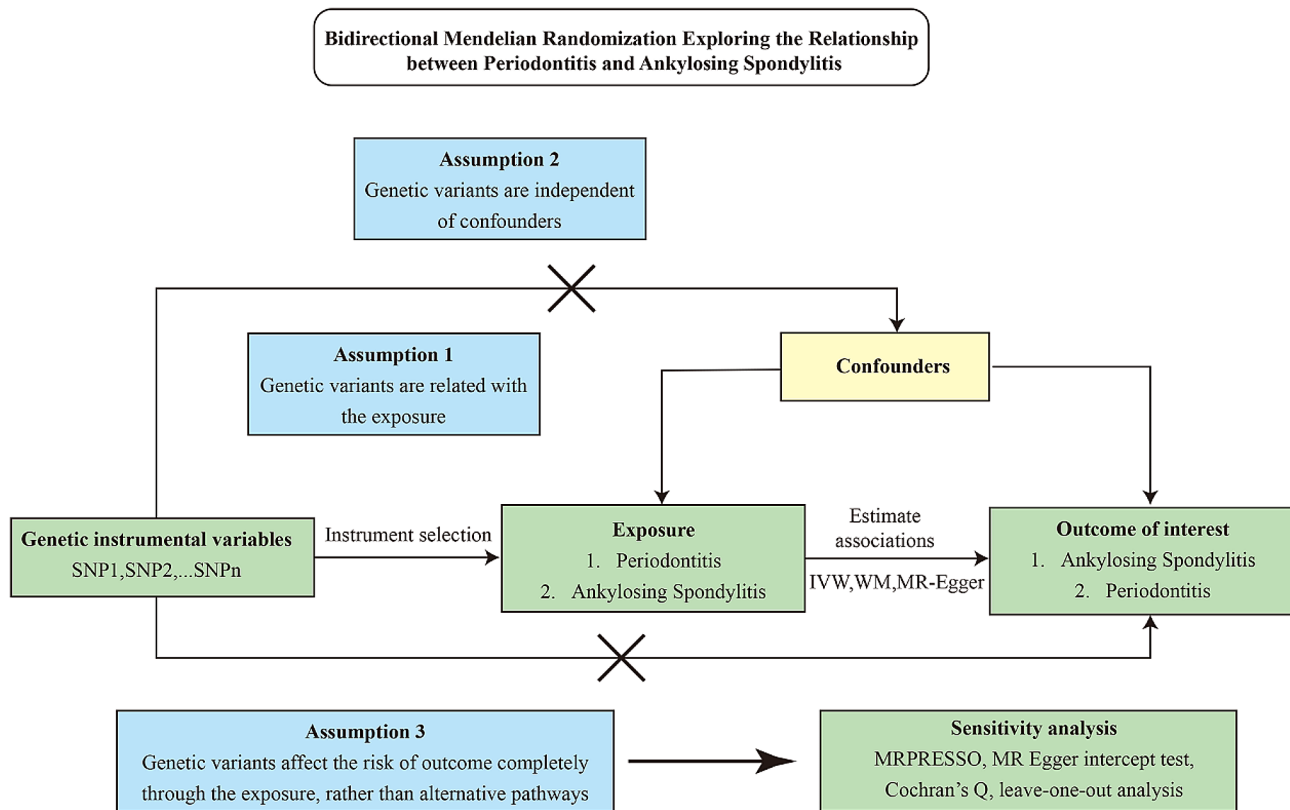 Bidirectional Mendelian Randomization Exploring the Relationship
between Periodontitis and Ankylosing Spondylitis
Assumption 2
Genetic variants are independent
of confounders
Assumption 1
Genetic variants are related with
the exposure
Confounders
Genetic instrumental variables
SNP1,SNP2,...SNPn
Instrument selection
Exposure
1. Periodontitis
2. Ankylosing Spondylitis
Estimate
associations
IVW,WM,MR-Egger
Outcome of interest
1. Ankylosing Spondylitis
2. Periodontitis
Assumption 3
Genetic variants affect the risk of outcome completely
through the exposure, rather than alternative pathways
Sensitivity analysis
MRPRESSO, MR Egger intercept test,
Cochran's Q, leave-one-out analysis